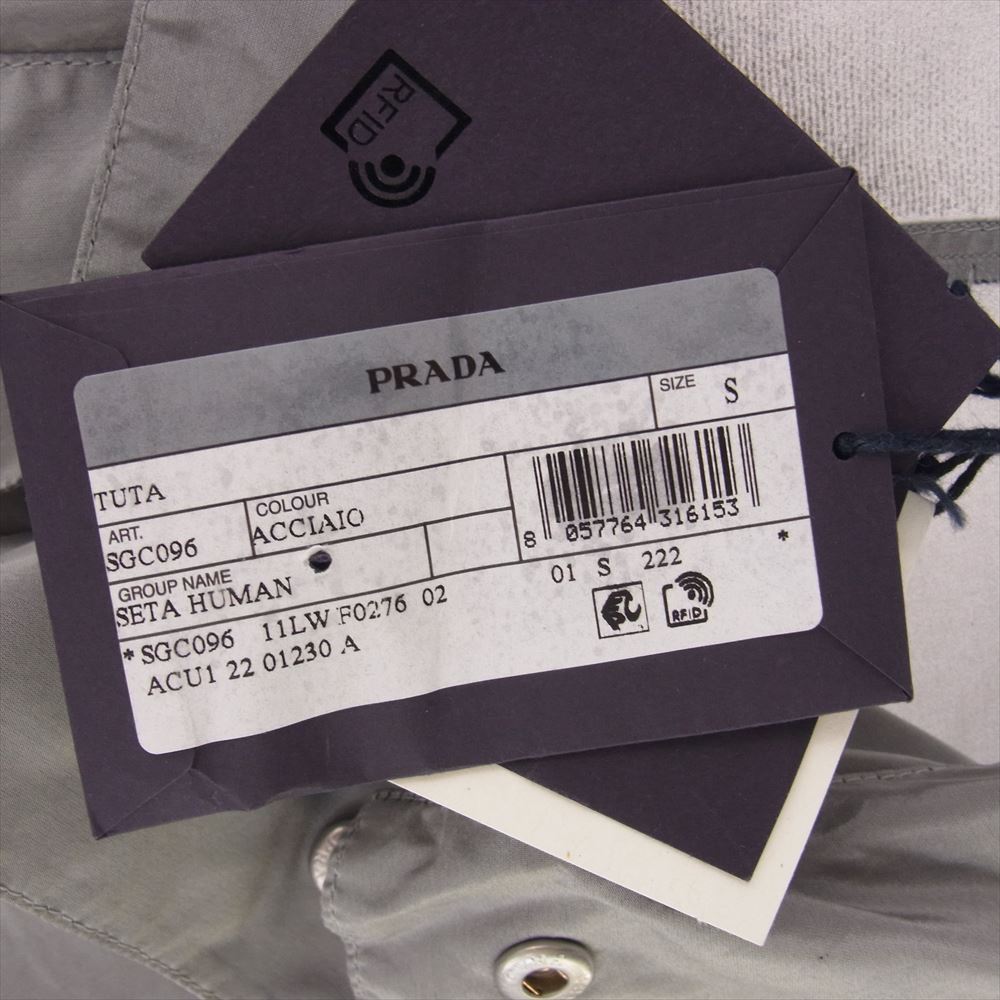 RFID
PRADA
SIZE S
TUTA
ART.
SGC096
COLOUR
ACCIAIO
8 057764 316153
GROUP NAME
SETA HUMAN
* SGC096 11LW F0276 02 01 S 222 *
ACU1 22 01230 A
RFID